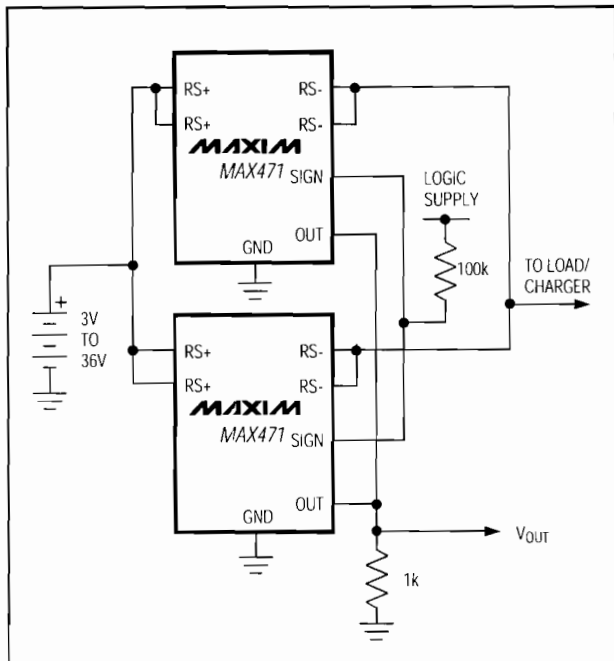 RS+
RS+
RS-
RS-
MAXIM
MAX471
SIGN
OUT
GND
LOGIC
SUPPLY
100k
TO LOAD/
CHARGER
+
3V
TO
36V
RS+
RS+
RS-
RS-
MAXIM
MAX471
SIGN
OUT
GND
VOUT
1k